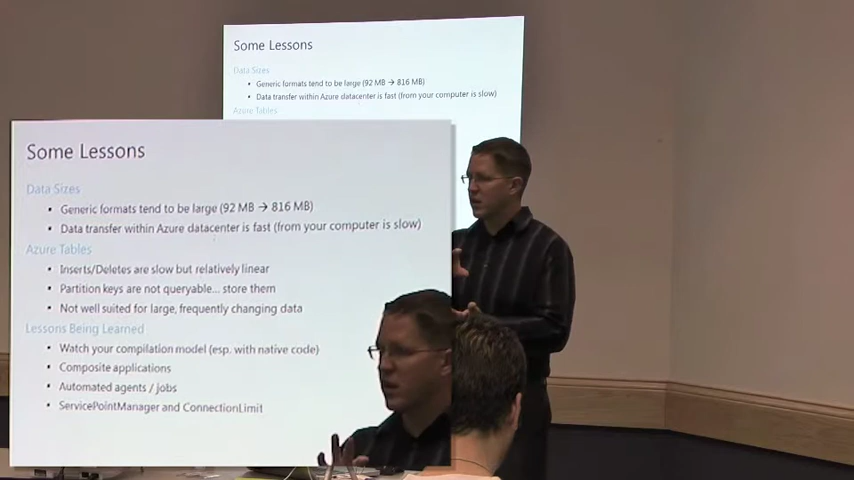 Some Lessons
Data Sizes
• Generic formats tend to be large (92 MB → 816 MB)
• Data transfer within Azure datacenter is fast (from your computer is slow)
Azure Tables
Some Lessons
Data Sizes
• Generic formats tend to be large (92 MB → 816 MB)
• Data transfer within Azure datacenter is fast (from your computer is slow)
Azure Tables
• Inserts/Deletes are slow but relatively linear
• Partition keys are not queryable... store them
• Not well suited for large, frequently changing data
Lessons Being Learned
• Watch your compilation model (esp. with native code)
• Composite applications
• Automated agents / jobs
• ServicePointManager and ConnectionLimit